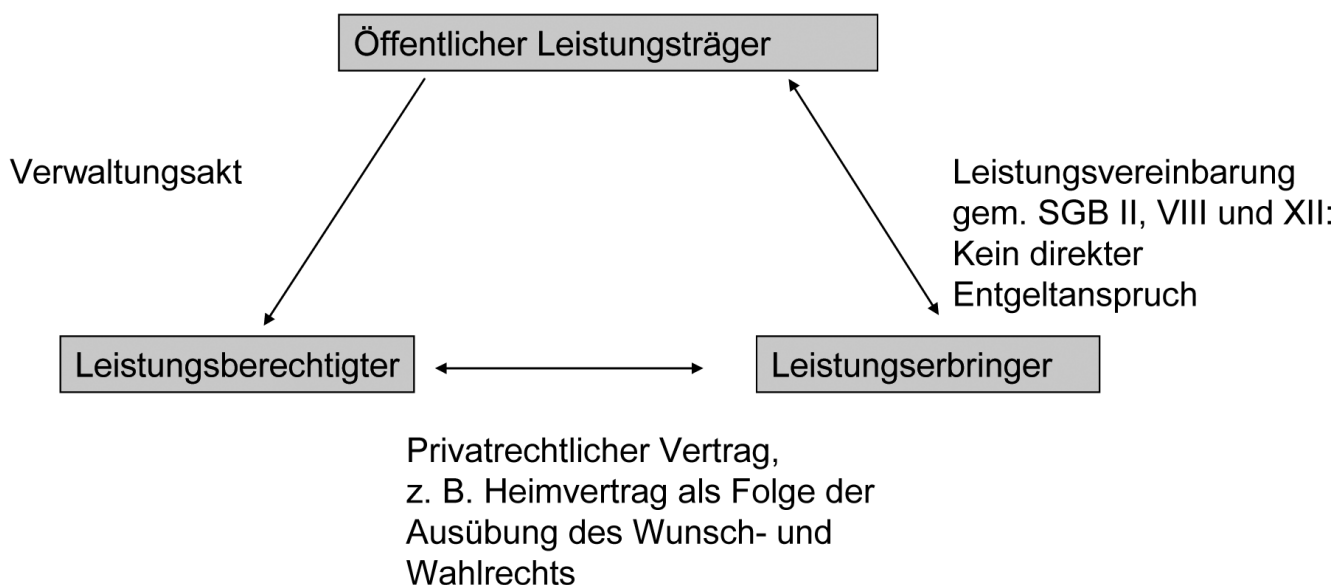 Öffentlicher Leistungsträger
Verwaltungsakt
Leistungsvereinbarung
gem. SGB II, VIII und XII:
Kein direkter
Entgeltanspruch
Leistungsberechtigter
Leistungserbringer
Privatrechtlicher Vertrag,
z. B. Heimvertrag als Folge der
Ausübung des Wunsch- und
Wahlrechts